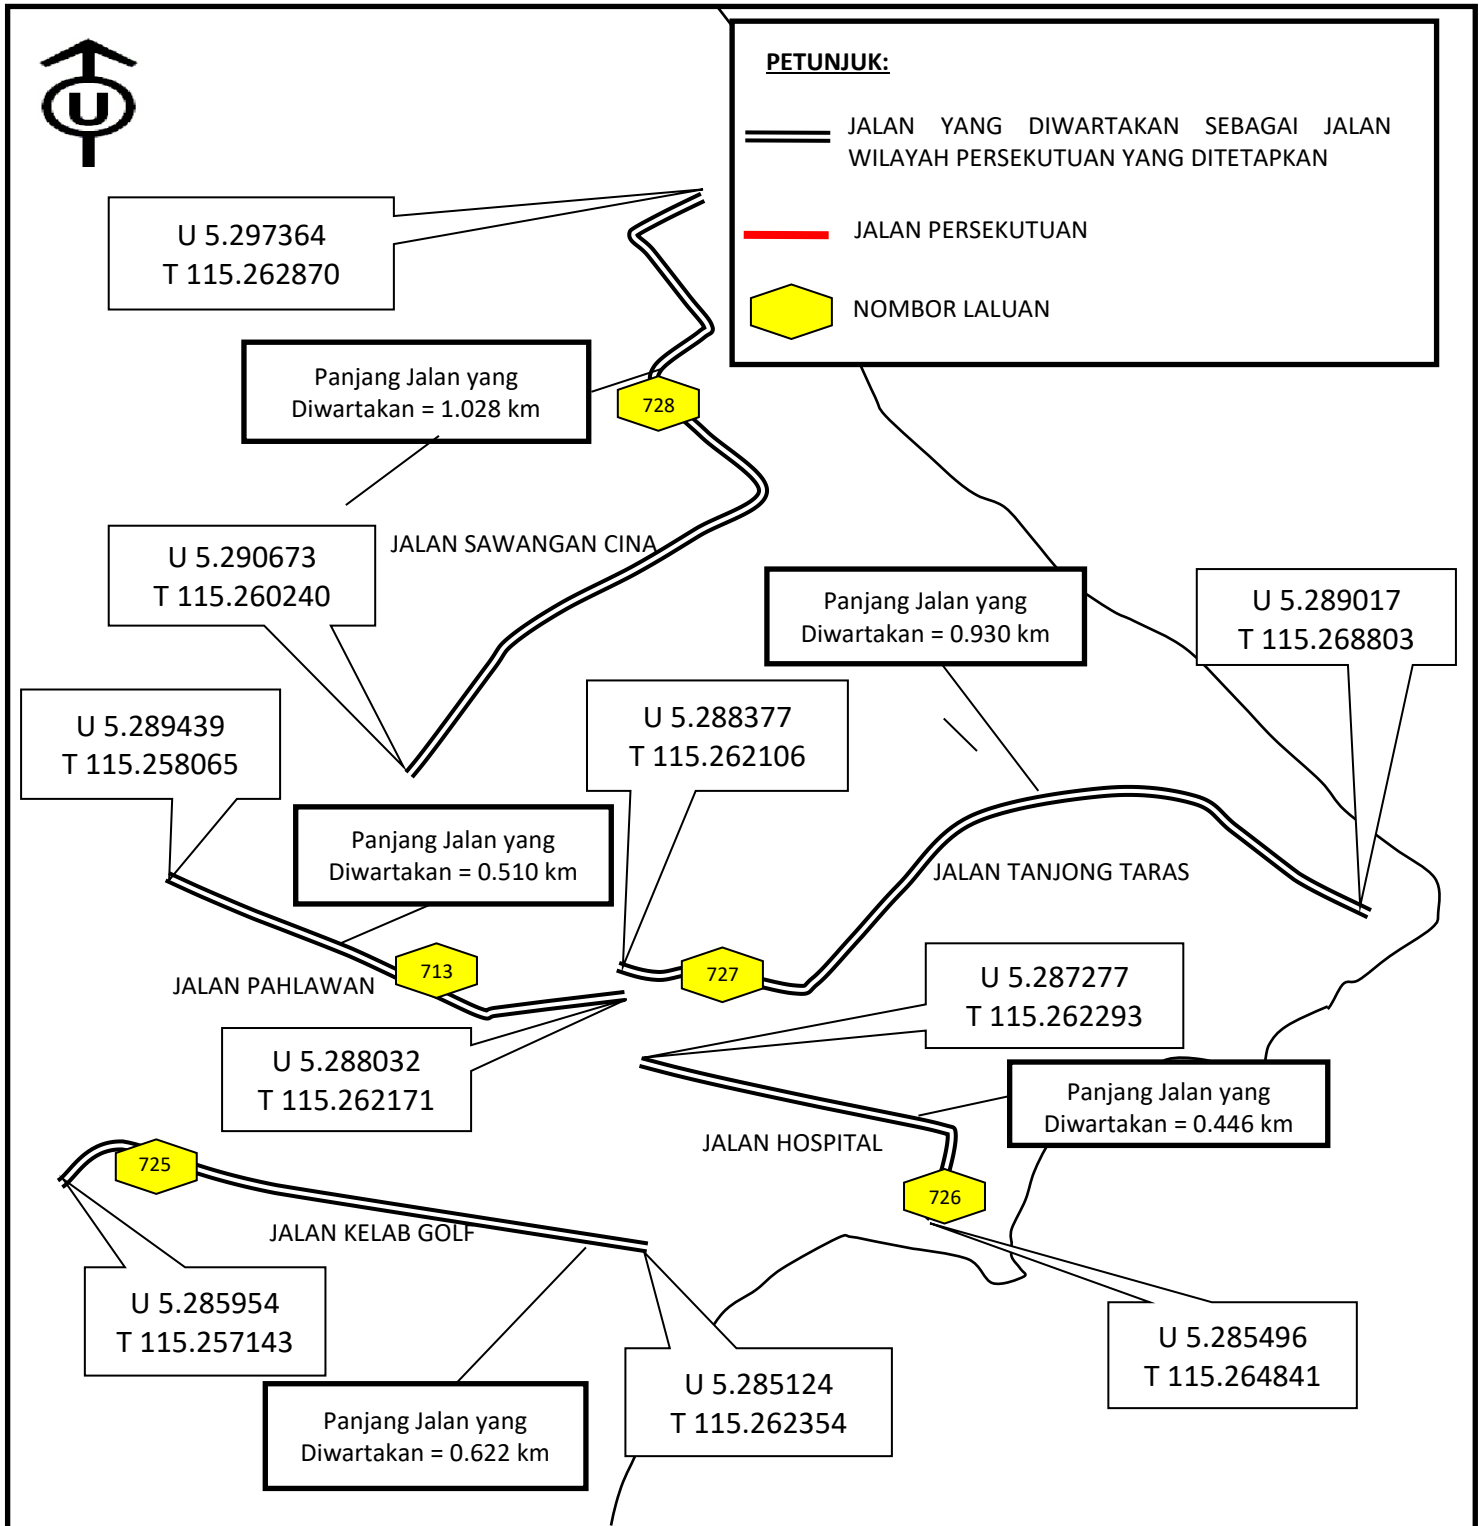 U
PETUNJUK:
JALAN YANG DIWARTAKAN SEBAGAI JALAN
WILAYAH PERSEKUTUAN YANG DITETAPKAN
JALAN PERSEKUTUAN
NOMBOR LALUAN
U 5.297364
T 115.262870
Panjang Jalan yang
Diwartakan = 1.028 km
728
JALAN SAWANGAN CINA
U 5.290673
T 115.260240
Panjang Jalan yang
Diwartakan = 0.930 km
U 5.289017
T 115.268803
U 5.289439
T 115.258065
U 5.288377
T 115.262106
Panjang Jalan yang
Diwartakan = 0.510 km
JALAN TANJONG TARAS
713
727
JALAN PAHLAWAN
U 5.287277
T 115.262293
U 5.288032
T 115.262171
Panjang Jalan yang
Diwartakan = 0.446 km
JALAN HOSPITAL
725
726
JALAN KELAB GOLF
U 5.285954
T 115.257143
U 5.285496
T 115.264841
U 5.285124
T 115.262354
Panjang Jalan yang
Diwartakan = 0.622 km